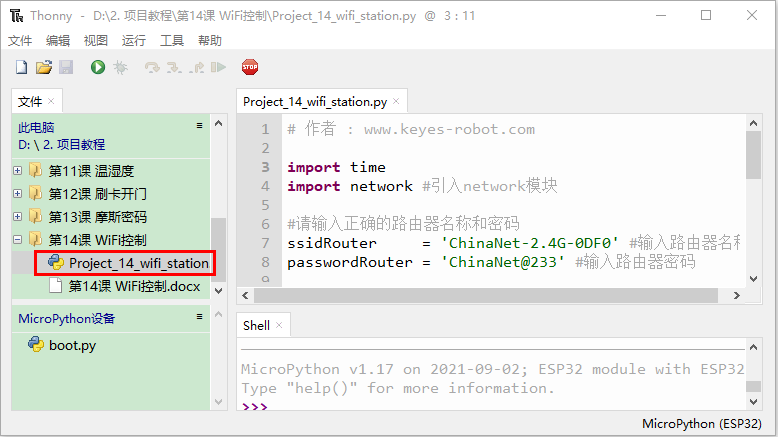 Thonny - D:\2. 项目教程\第14课 WiFi控制\Project_14_wifi_station.py @ 3 : 11
文件 编辑 视图 运行 工具 帮助
STOP
文件 ×
此电脑
D: \ 2. 项目教程
第11课 温湿度
第12课 刷卡开门
第13课 摩斯密码
第14课 WiFi控制
Project_14_wifi_station
第14课 WiFi控制.docx
MicroPython设备
boot.py
Project_14_wifi_station.py ×
1 # 作者 : www.keyes-robot.com
2
3 import time
4 import network #引入network模块
5
6 #请输入正确的路由器名称和密码
7 ssidRouter = 'ChinaNet-2.4G-0DF0' #输入路由器名称
8 passwordRouter = 'ChinaNet@233' #输入路由器密码
9
Shell ×
MicroPython v1.17 on 2021-09-02; ESP32 module with ESP32
Type "help()" for more information.
>>>
MicroPython (ESP32)